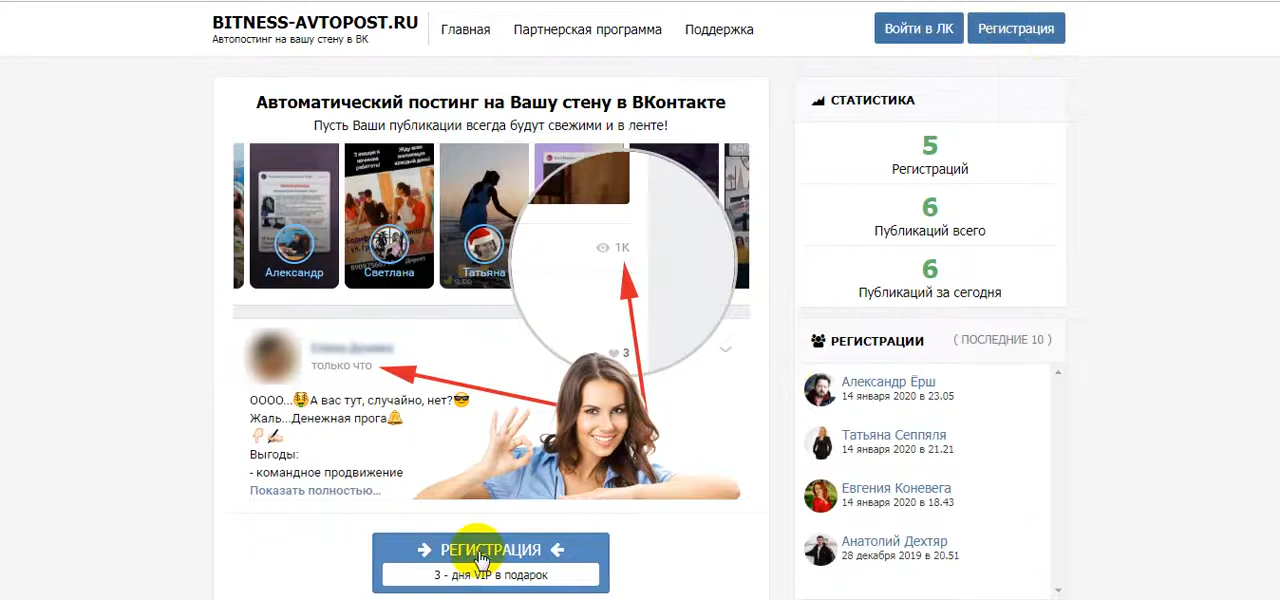 BITNESS-AVTOPOST.RU
Автопостинг на вашу стену в ВК
Главная
Партнерская программа
Поддержка
Войти в ЛК
Регистрация
Автоматический постинг на Вашу стену в ВКонтакте
Пусть Ваши публикации всегда будут свежими и в ленте!
Александр
Светлана
Татьяна
1K
3
только что
ОООО...🤑А вас тут, случайно, нет?😎
Жаль...Денежная прога🔔
👇🏻✍🏻
Выгоды:
- командное продвижение
Показать полностью...
РЕГИСТРАЦИЯ
3 - дня VIP в подарок
СТАТИСТИКА
5
Регистраций
6
Публикаций всего
6
Публикаций за сегодня
РЕГИСТРАЦИИ
( ПОСЛЕДНИЕ 10 )
Александр Ёрш
14 января 2020 в 23.05
Татьяна Сеппяля
14 января 2020 в 21.21
Евгения Коневега
14 января 2020 в 18.43
Анатолий Дехтяр
28 декабря 2019 в 20.51